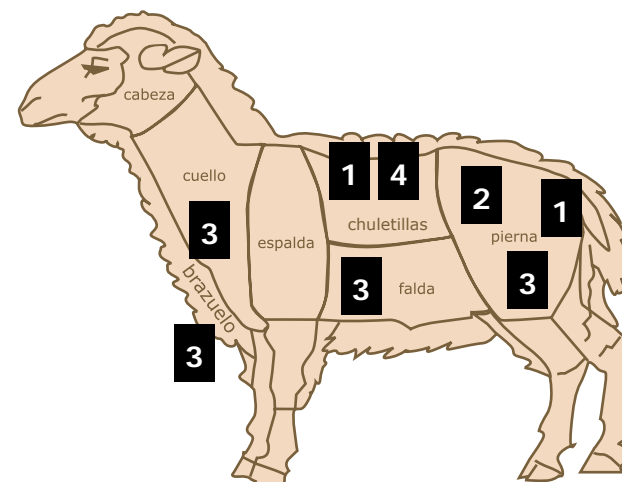 cabeza
1 4
cuello
2
1
chuletillas
3
pierna
espalda
brazuelo
3
falda
3
3